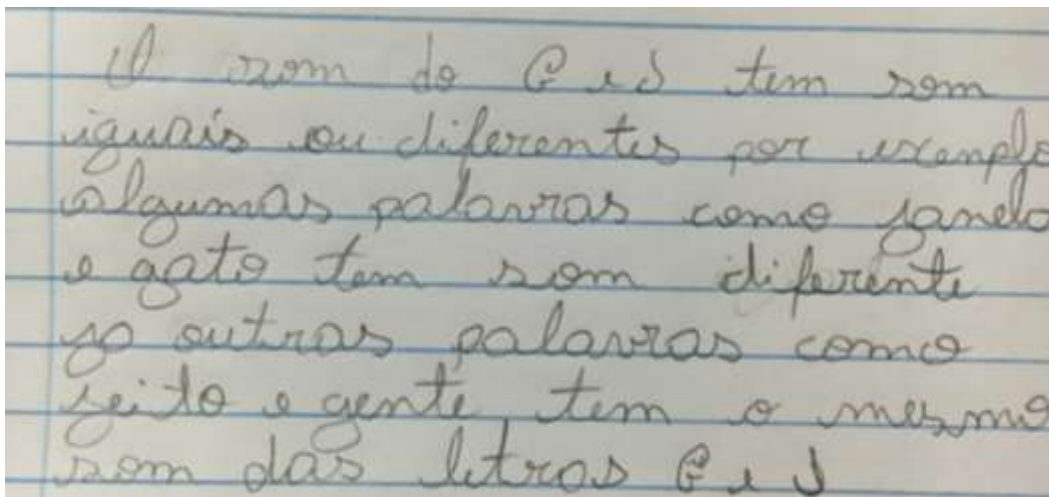 O som do G e J tem som
iguais ou diferentes por exemplo
algumas palavras como janela
e gato tem som diferente
ja outras palavras como
jeito e gente tem o mesmo
som das letras G e J